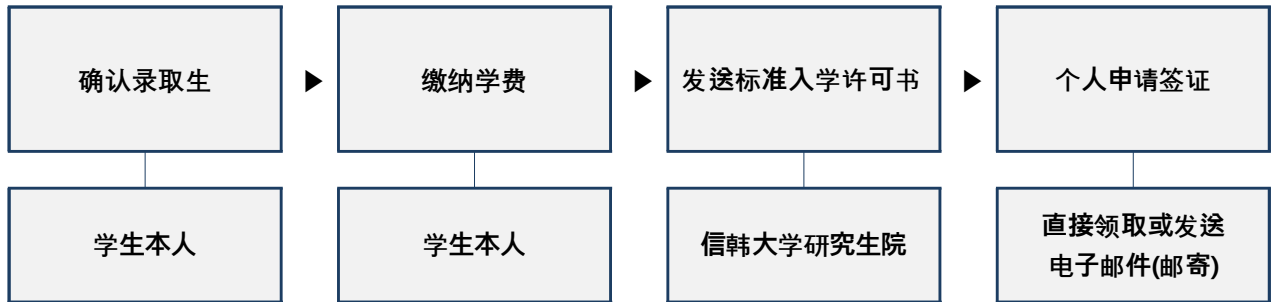 确认录取生
▶
缴纳学费
▶
发送标准入学许可书
▶
个人申请签证
学生本人
学生本人
信韩大学研究生院
直接领取或发送
电子邮件(邮寄)